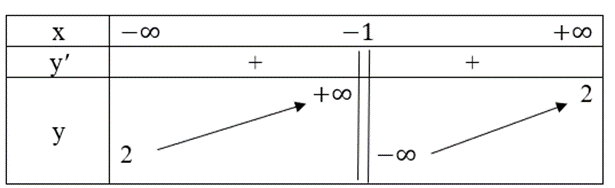 x −∞ −1 +∞
y′ + +
+∞ 2
y
2 −∞